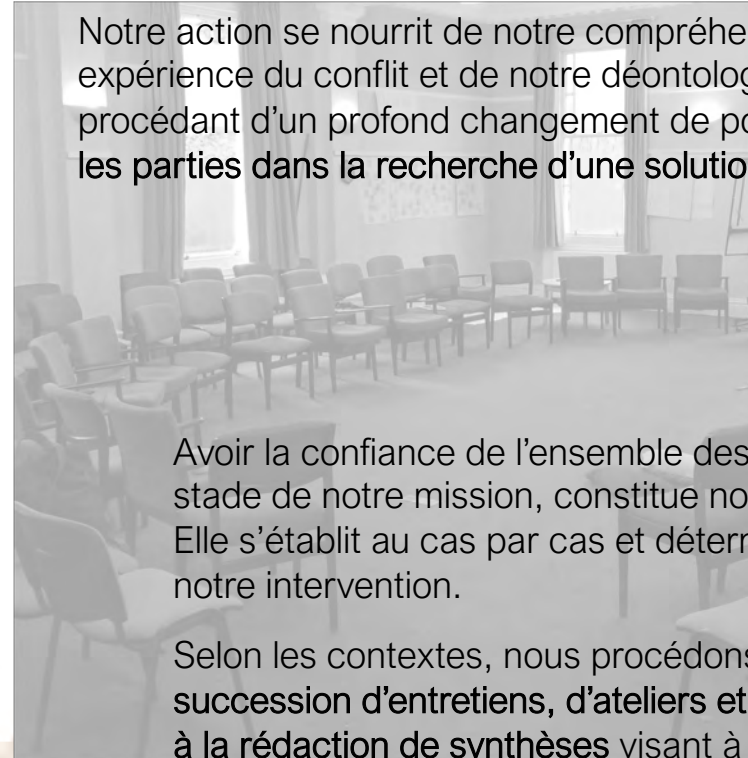 Notre action se nourrit de notre compréhe
expérience du conflit et de notre déontolog
procédant d’un profond changement de po
les parties dans la recherche d’une solutio
Avoir la confiance de l’ensemble des
stade de notre mission, constitue no
Elle s’établit au cas par cas et déterm
notre intervention.
Selon les contextes, nous procédons
succession d’entretiens, d’ateliers et
à la rédaction de synthèses visant à